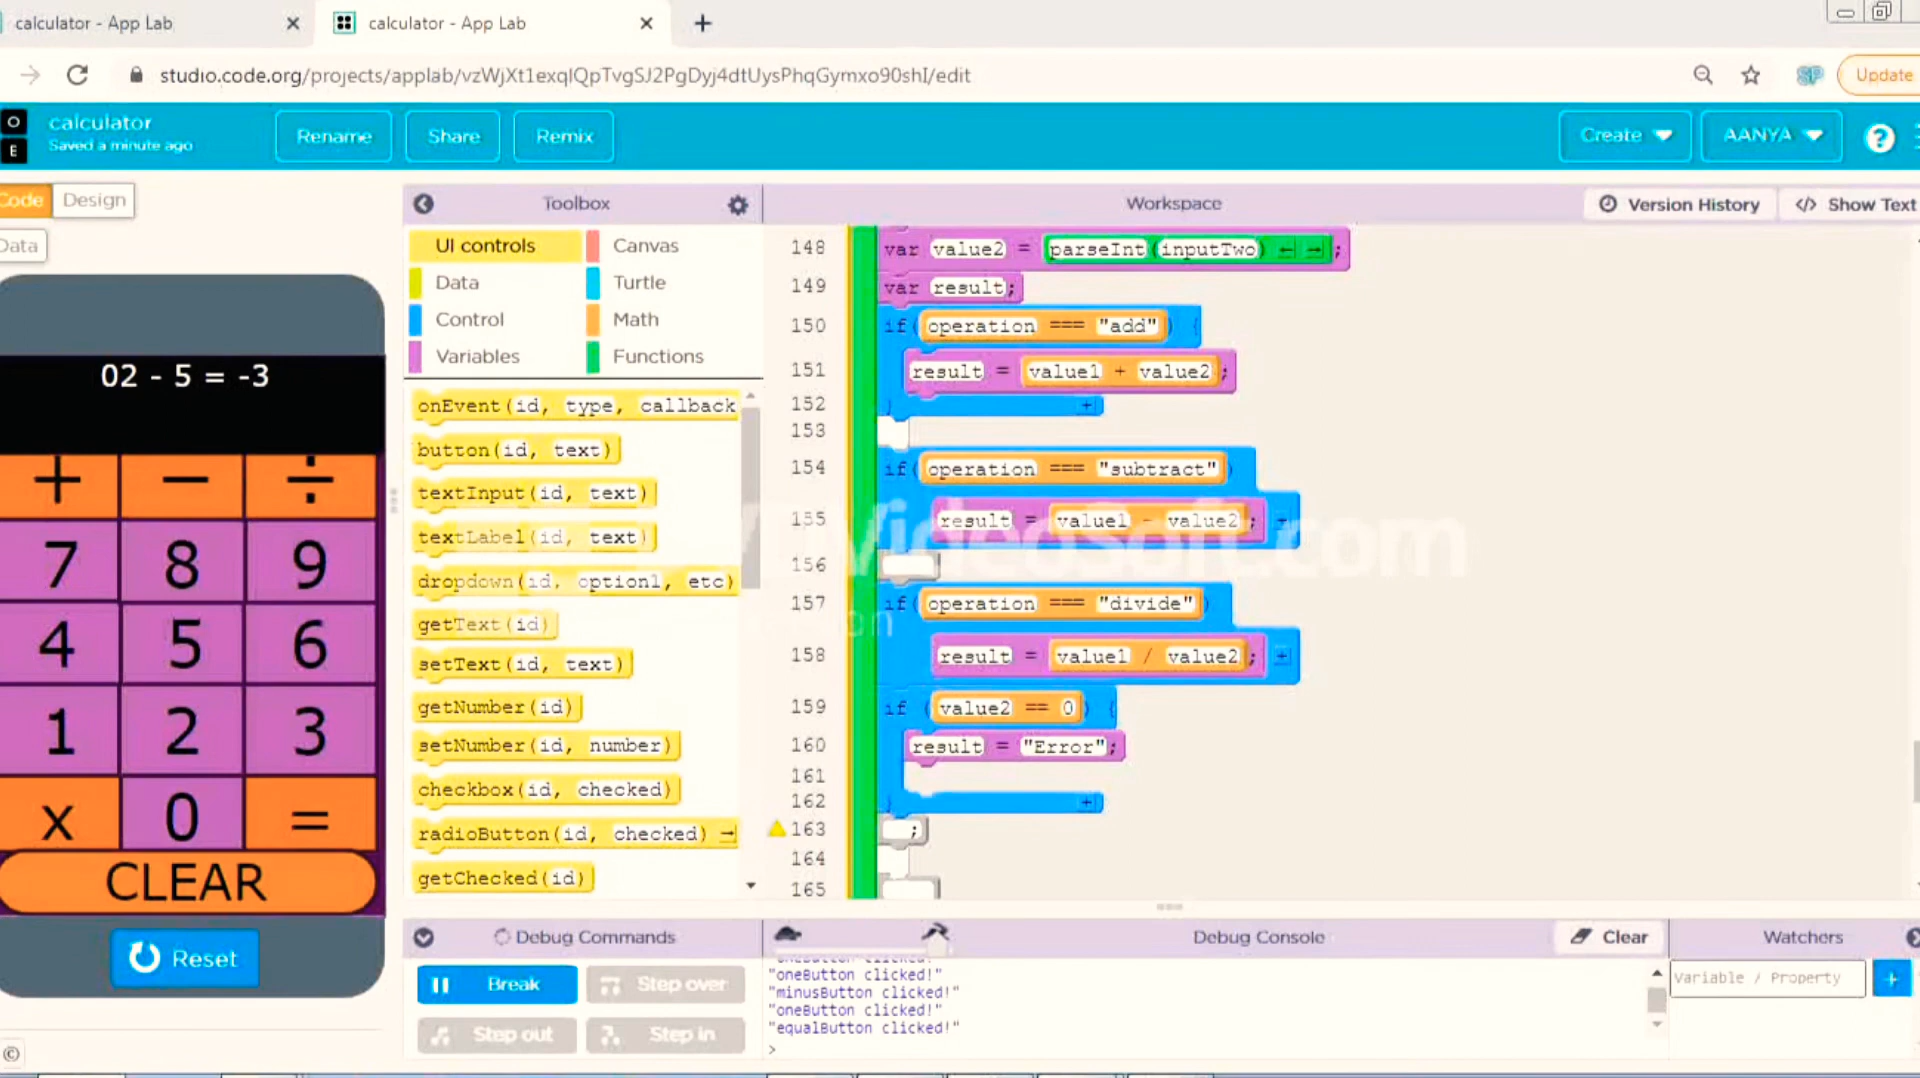 calculator - App Lab
calculator - App Lab
studio.code.org/projects/applab/vzWjXt1exqlQpTvgSJ2PgDyj4dtUysPhqGymxo90shI/edit
Update
O
E
calculator
Saved a minute ago
Rename
Share
Remix
Create
AANYA
?
Code
Design
Data
Toolbox
Workspace
Version History
</> Show Text
UI controls
Canvas
Data
Turtle
Control
Math
Variables
Functions
02 - 5 = -3
+ − ÷
7 8 9
4 5 6
1 2 3
x 0 =
CLEAR
Reset
onEvent(id, type, callback
button(id, text)
textInput(id, text)
textLabel(id, text)
dropdown(id, option1, etc)
getText(id)
setText(id, text)
getNumber(id)
setNumber(id, number)
checkbox(id, checked)
radioButton(id, checked)
getChecked(id)
148 var value2 = parseInt(inputTwo);
149 var result;
150 if(operation === "add") {
151 result = value1 + value2;
152 }
153
154 if(operation === "subtract")
155 result = value1 - value2;
156
157 if(operation === "divide")
158 result = value1 / value2;
159 if (value2 == 0) {
160 result = "Error";
161
162 }
163 ;
164
165
VideoSoft.com
Debug Commands
Break
Step over
Step out
Step in
Debug Console
Clear
Watchers
Variable / Property
"oneButton clicked!"
"oneButton clicked!"
"minusButton clicked!"
"oneButton clicked!"
"equalButton clicked!"
>
©